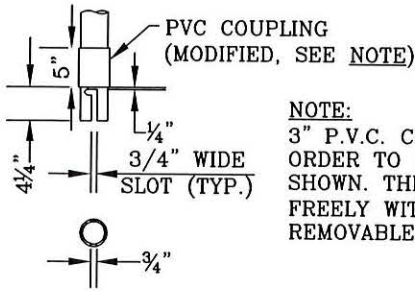 PVC COUPLING
(MODIFIED, SEE NOTE)
5"
1/4"
4 1/4"
3/4" WIDE
SLOT (TYP.)
3/4"
NOTE:
3" P.V.C. C
ORDER TO
SHOWN. THE
FREELY WIT
REMOVABLE